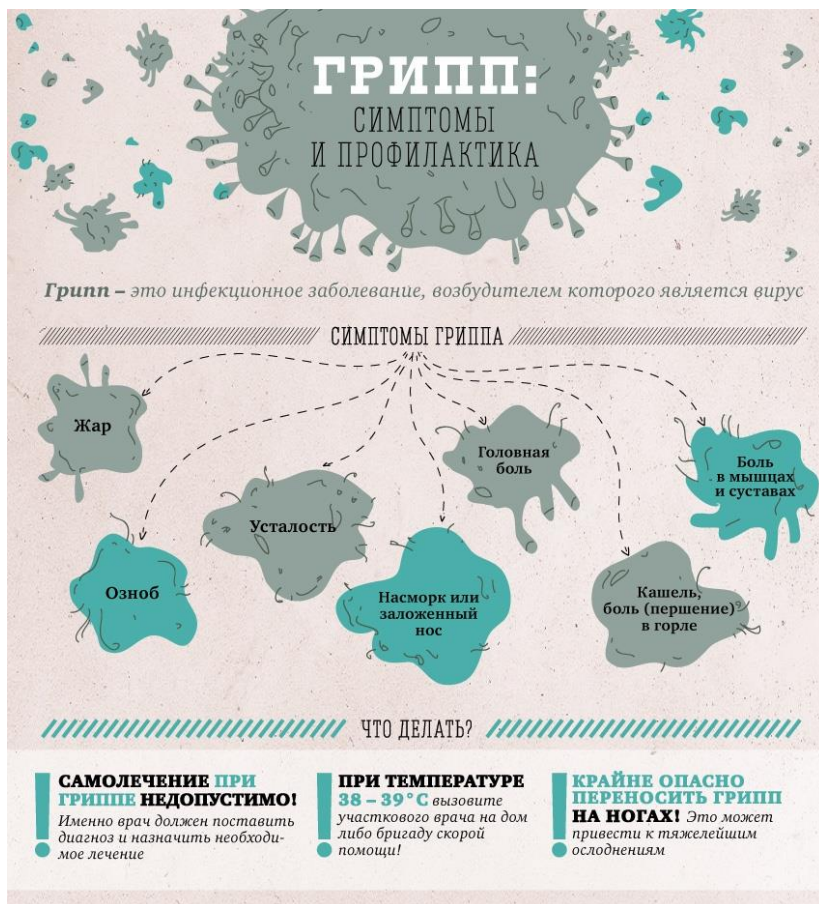 ГРИПП:
СИМПТОМЫ
И ПРОФИЛАКТИКА
Грипп – это инфекционное заболевание, возбудителем которого является вирус
СИМПТОМЫ ГРИППА
Жар
Озноб
Усталость
Насморк или
заложенный
нос
Головная
боль
Кашель,
боль (першение)
в горле
Боль
в мышцах
и суставах
ЧТО ДЕЛАТЬ?
САМОЛЕЧЕНИЕ ПРИ
ГРИППЕ НЕДОПУСТИМО!
Именно врач должен поставить
диагноз и назначить необходи-
мое лечение
ПРИ ТЕМПЕРАТУРЕ
38 – 39°С вызовите
участкового врача на дом
либо бригаду скорой
помощи!
КРАЙНЕ ОПАСНО
ПЕРЕНОСИТЬ ГРИПП
НА НОГАХ! Это может
привести к тяжелейшим
ослоднениям